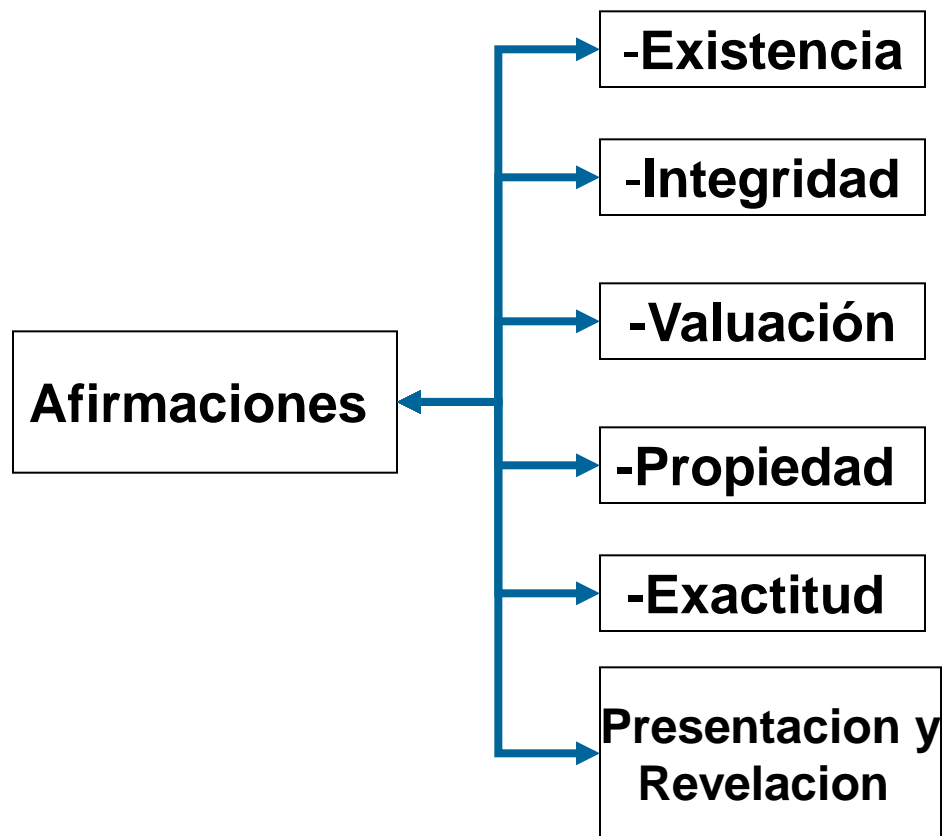 -Existencia
-Integridad
-Valuación
Afirmaciones
-Propiedad
-Exactitud
Presentacion y
Revelacion